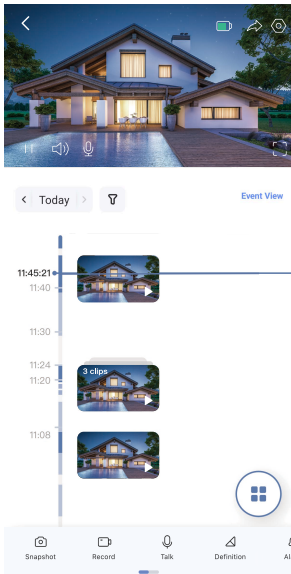 Today
Event View
11:45:21
11:40
11:30
11:24
3 clips
11:20
11:08
Snapshot
Record
Talk
Definition